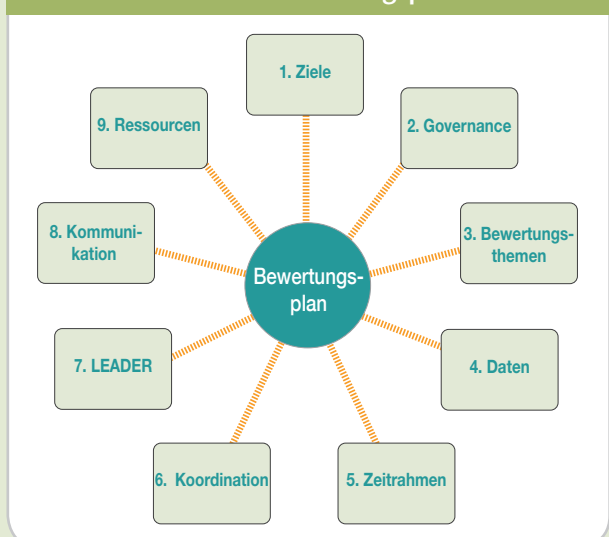 1. Ziele
2. Governance
3. Bewertungs-
themen
4. Daten
5. Zeitrahmen
6. Koordination
7. LEADER
8. Kommuni-
kation
9. Ressourcen
Bewertungs-
plan